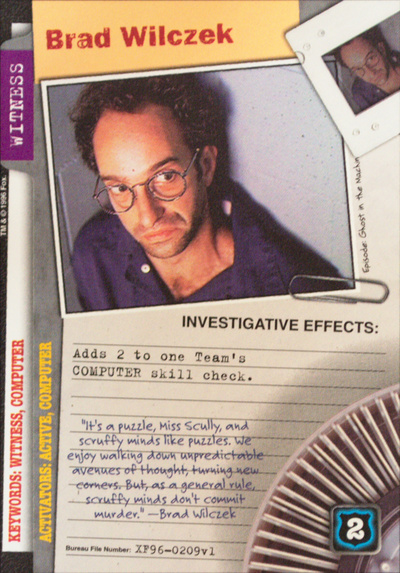 Brad Wilczek
WITNESS
TM & © 1996 Fox.
KEYWORDS: WITNESS, COMPUTER
ACTIVATORS: ACTIVE, COMPUTER
Episode: Ghost in the Machin
INVESTIGATIVE EFFECTS:
Adds 2 to one Team's
COMPUTER skill check.
"It's a puzzle, Miss Scully, and
scruffy minds like puzzles. We
enjoy walking down unpredictable
avenues of thought, turning new
corners. But, as a general rule,
scruffy minds don't commit
murder." —Brad Wilczek
Bureau File Number: XF96-0209v1
2